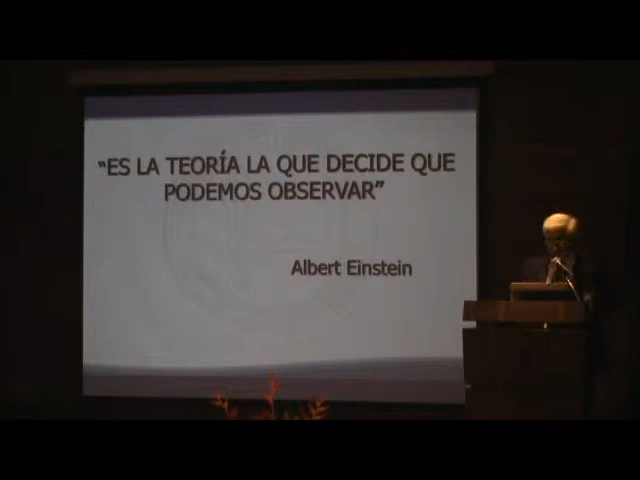 "ES LA TEORÍA LA QUE DECIDE QUE
PODEMOS OBSERVAR"
Albert Einstein